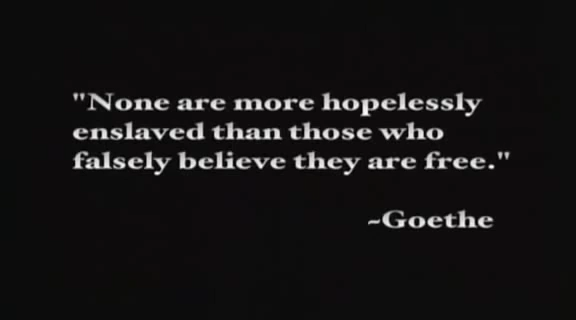 "None are more hopelessly
enslaved than those who
falsely believe they are free."
~Goethe